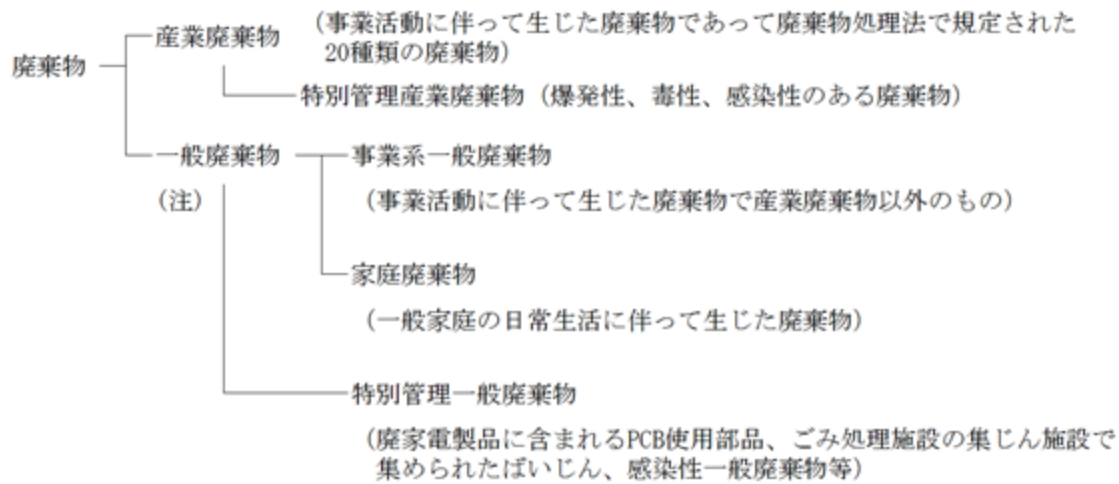 産業廃棄物 （事業活動に伴って生じた廃棄物であって廃棄物処理法で規定された
20種類の廃棄物）
廃棄物
特別管理産業廃棄物（爆発性、毒性、感染性のある廃棄物）
一般廃棄物 事業系一般廃棄物
（注） （事業活動に伴って生じた廃棄物で産業廃棄物以外のもの）
家庭廃棄物
（一般家庭の日常生活に伴って生じた廃棄物）
特別管理一般廃棄物
（廃家電製品に含まれるPCB使用部品、ごみ処理施設の集じん施設で
集められたばいじん、感染性一般廃棄物等）